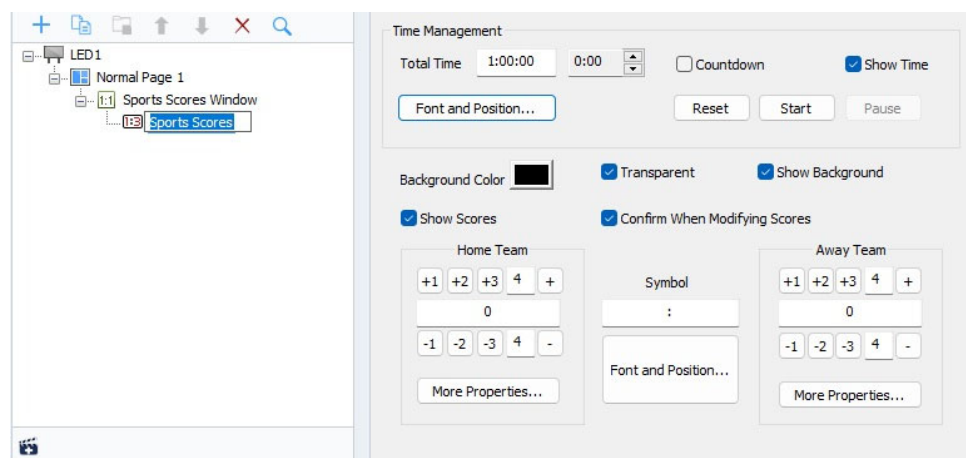 LED1
Normal Page 1
1:1 Sports Scores Window
1:3 Sports Scores
Time Management
Total Time 1:00:00 0:00 Countdown Show Time
Font and Position... Reset Start Pause
Background Color Transparent Show Background
Show Scores Confirm When Modifying Scores
Home Team
+1 +2 +3 4 +
0
-1 -2 -3 4 -
More Properties...
Symbol
:
Font and Position...
Away Team
+1 +2 +3 4 +
0
-1 -2 -3 4 -
More Properties...